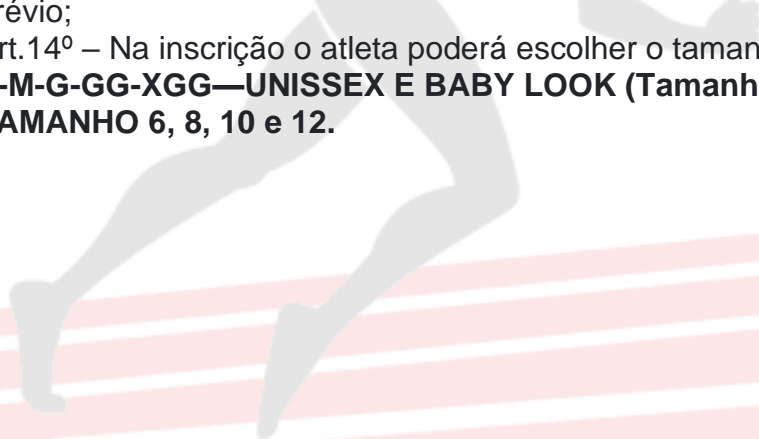 révio;
rt.14º – Na inscrição o atleta poderá escolher o taman
-M-G-GG-XGG—UNISSEX E BABY LOOK (Tamanh
AMANHO 6, 8, 10 e 12.